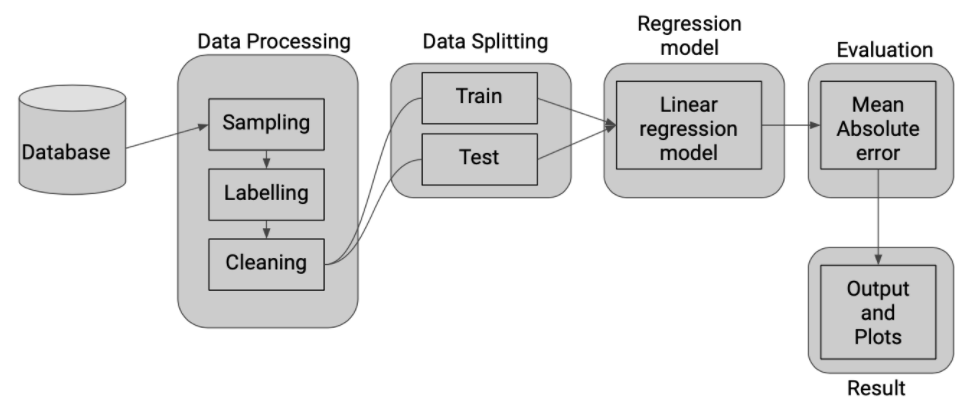 Data Processing
Data Splitting
Regression
model
Evaluation
Database
Sampling
Labelling
Cleaning
Train
Test
Linear
regression
model
Mean
Absolute
error
Output
and
Plots
Result